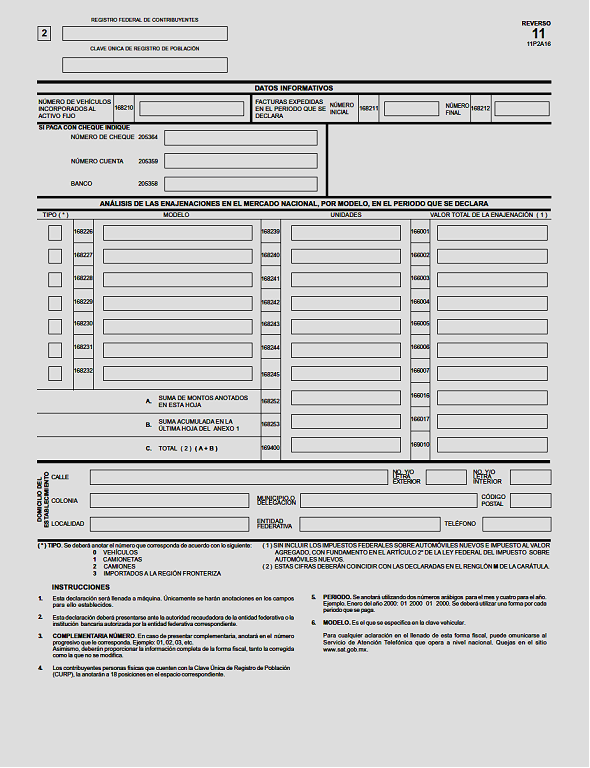 REGISTRO FEDERAL DE CONTRIBUYENTES
REVERSO
2
11
11P2A16
CLAVE ÚNICA DE REGISTRO DE POBLACIÓN
DATOS INFORMATIVOS
NÚMERO DE VEHÍCULOS INCORPORADOS AL ACTIVO FIJO 168210
FACTURAS EXPEDIDAS EN EL PERIODO QUE SE DECLARA
NÚMERO INICIAL 168211
NÚMERO FINAL 168212
SI PAGA CON CHEQUE INDIQUE
NÚMERO DE CHEQUE 205364
NÚMERO CUENTA 205359
BANCO 205358
ANÁLISIS DE LAS ENAJENACIONES EN EL MERCADO NACIONAL, POR MODELO, EN EL PERIODO QUE SE DECLARA
TIPO ( * ) MODELO UNIDADES VALOR TOTAL DE LA ENAJENACIÓN ( 1 )
168226 168239 166001
168227 168240 166002
168228 168241 166003
168229 168242 166004
168230 168243 166005
168231 168244 166006
168232 168245 166007
A. SUMA DE MONTOS ANOTADOS EN ESTA HOJA 168252 166016
B. SUMA ACUMULADA EN LA ÚLTIMA HOJA DEL ANEXO 1 168253 166017
C. TOTAL ( 2 ) ( A + B ) 169400 169010
DOMICILIO DEL ESTABLECIMIENTO
CALLE NO. Y/O LETRA EXTERIOR NO. Y/O LETRA INTERIOR
COLONIA MUNICIPIO O DELEGACIÓN CÓDIGO POSTAL
LOCALIDAD ENTIDAD FEDERATIVA TELÉFONO
( * ) TIPO. Se deberá anotar el número que corresponda de acuerdo con lo siguiente:
0 VEHÍCULOS
1 CAMIONETAS
2 CAMIONES
3 IMPORTADOS A LA REGIÓN FRONTERIZA
( 1 ) SIN INCLUIR LOS IMPUESTOS FEDERALES SOBRE AUTOMÓVILES NUEVOS E IMPUESTO AL VALOR
AGREGADO, CON FUNDAMENTO EN EL ARTÍCULO 2º DE LA LEY FEDERAL DEL IMPUESTO SOBRE
AUTOMÓVILES NUEVOS.
( 2 ) ESTAS CIFRAS DEBERÁN COINCIDIR CON LAS DECLARADAS EN EL RENGLÓN M DE LA CARÁTULA.
INSTRUCCIONES
1. Esta declaración será llenada a máquina. Únicamente se harán anotaciones en los campos
para ello establecidos.
2. Esta declaración deberá presentarse ante la autoridad recaudadora de la entidad federativa o la
institución bancaria autorizada por la entidad federativa correspondiente.
3. COMPLEMENTARIA NÚMERO. En caso de presentar complementaria, anotará en el número
progresivo que le corresponda. Ejemplo: 01, 02, 03, etc.
Asimismo, deberán proporcionar la información completa de la forma fiscal, tanto la corregida
como la que no se modifica.
4. Los contribuyentes personas físicas que cuenten con la Clave Única de Registro de Población
(CURP), la anotarán a 18 posiciones en el espacio correspondiente.
5. PERIODO. Se anotará utilizando dos números arábigos para el mes y cuatro para el año.
Ejemplo. Enero del año 2000: 01 2000 01 2000. Se deberá utilizar una forma por cada
periodo que se paga.
6. MODELO. Es el que se especifica en la clave vehicular.
Para cualquier aclaración en el llenado de esta forma fiscal, puede comunicarse al
Servicio de Atención Telefónica que opera a nivel nacional. Quejas en el sitio
www.sat.gob.mx.